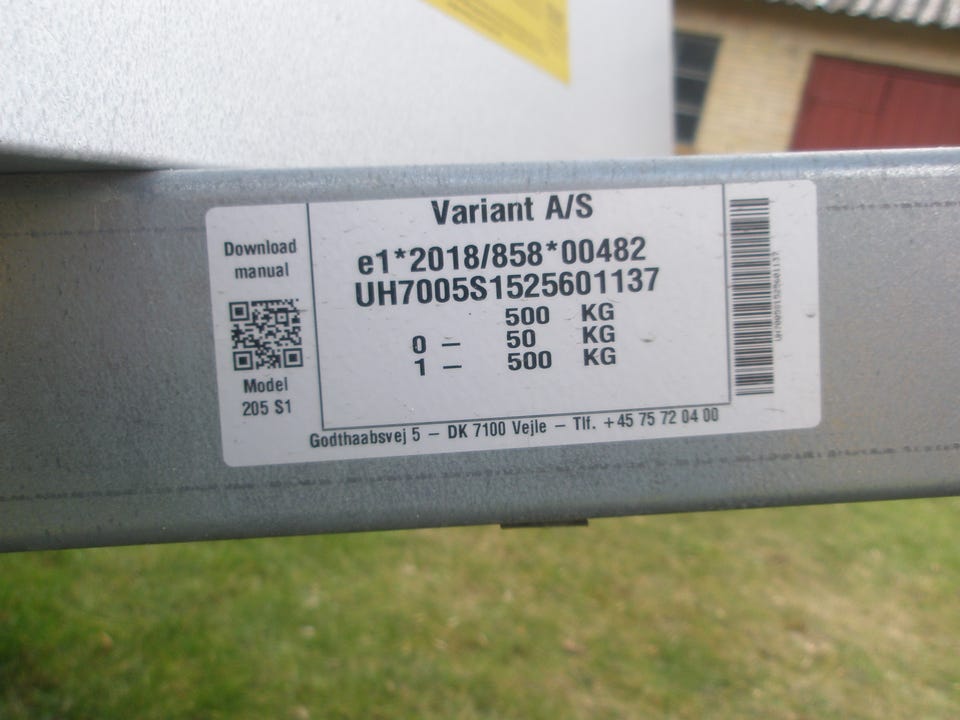 Variant A/S
Download
manual
Model
205 S1
e1*2018/858*00482
UH7005S1525601137
500 KG
0 – 50 KG
1 – 500 KG
Godthaabsvej 5 – DK 7100 Vejle – Tlf. +45 75 72 04 00
UH7005S1525601137